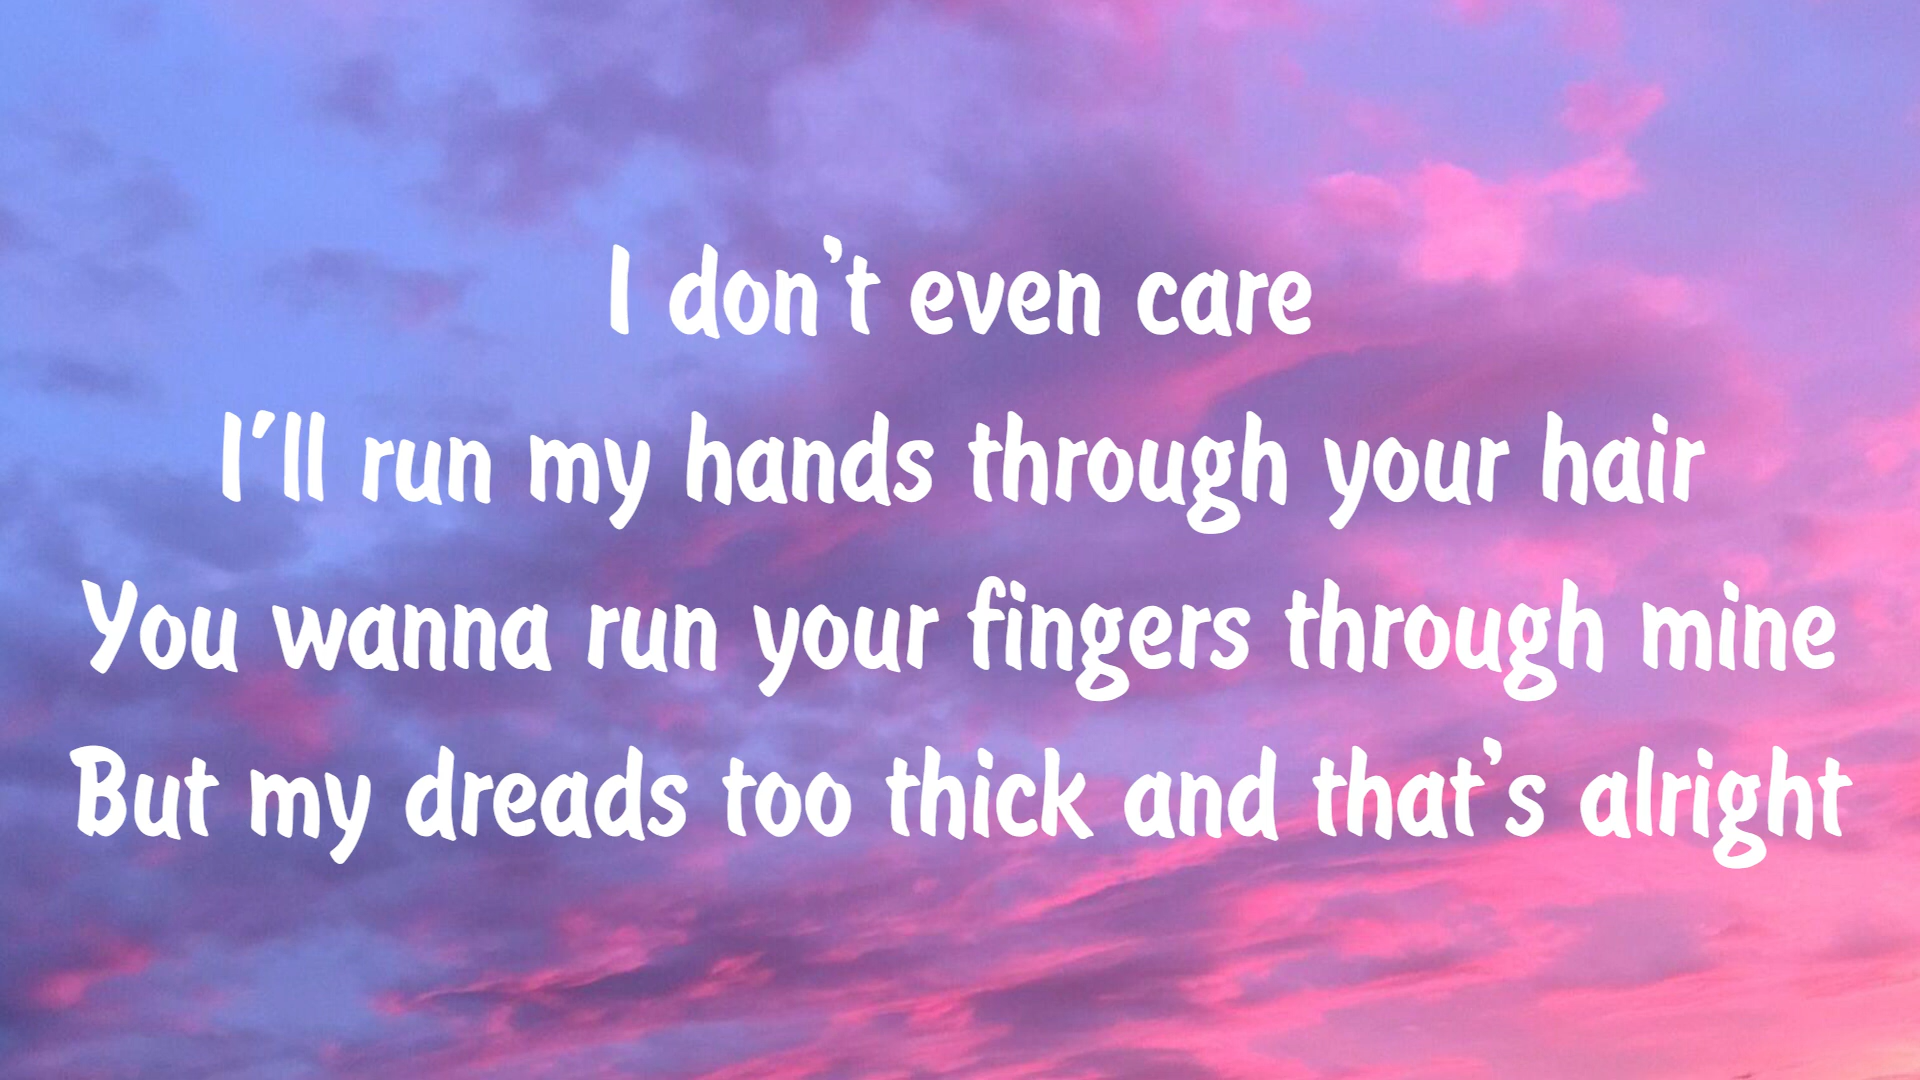 I don't even care
I'll run my hands through your hair
You wanna run your fingers through mine
But my dreads too thick and that's alright